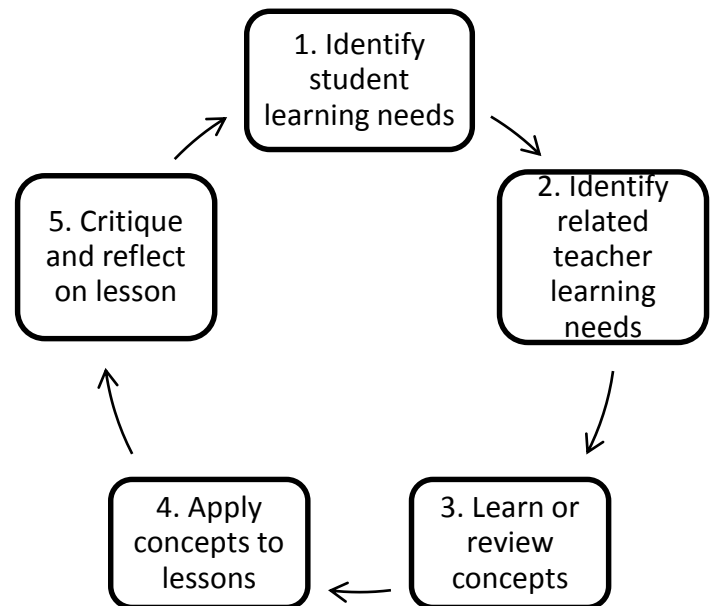 1. Identify
student
learning needs
2. Identify
related
teacher
learning
needs
3. Learn or
review
concepts
4. Apply
concepts to
lessons
5. Critique
and reflect
on lesson